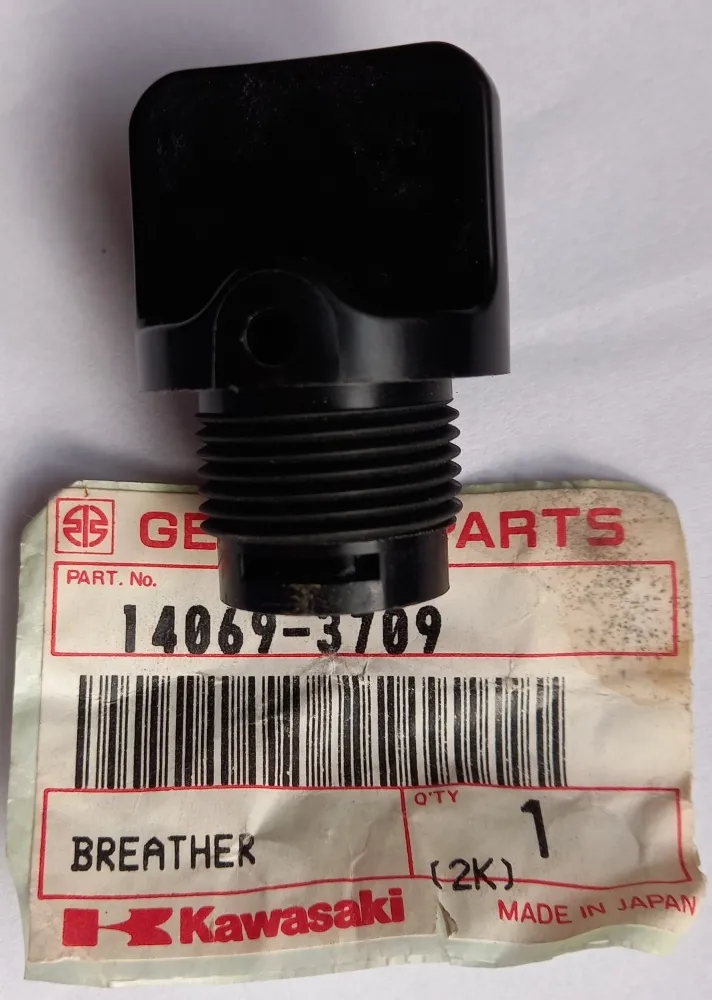 GE PARTS
PART. No.
14069-3709
BREATHER
Q'TY
1
(2K)
Kawasaki
MADE IN JAPAN